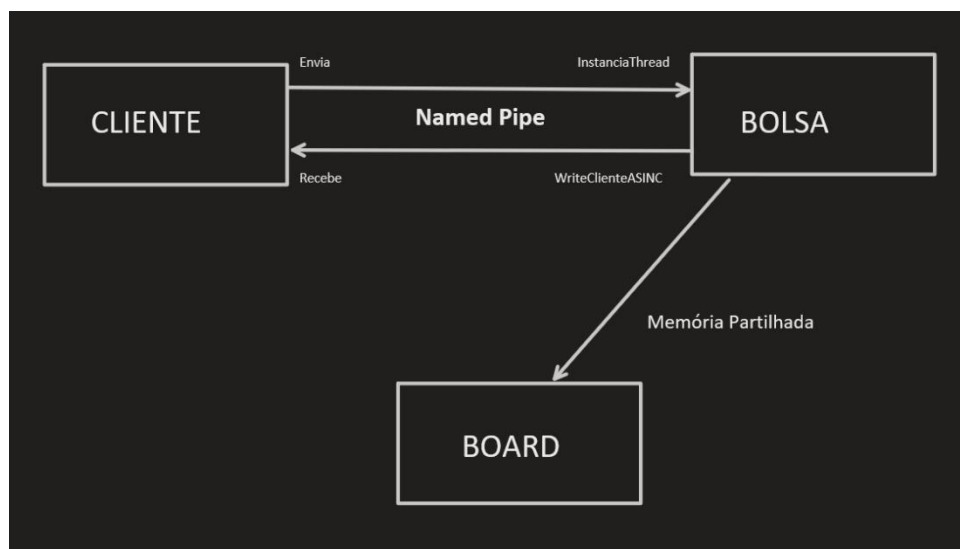 Envia
InstanciaThread
CLIENTE
Named Pipe
BOLSA
Recebe
WriteClienteASINC
Memória Partilhada
BOARD